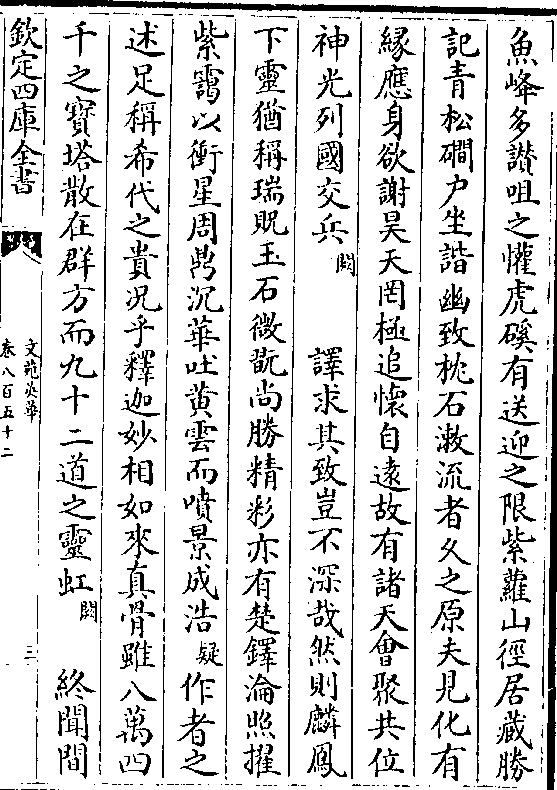 魚峰多讃咀之懽虎磎有送迎之限紫蘿山徑居藏勝
記青松磵户坐諧幽致枕石漱流者久之原夫見化有
縁應身欲謝昊天罔極追懷自遠故有諸天會聚共位
神光列國交兵闕譯求其致豈不深哉然則麟鳳
下靈猶稱瑞貺玉石微翫尚勝精彩亦有楚鐸淪照擢
紫靄以衝星周鼎沉華吐黄雲而噴景成浩疑作者之
述足稱希代之貴况乎釋迦妙相如來真骨雖八萬四
千之寳塔散在群方而九十二道之靈虹闕終聞間
欽定四庫全書
文苑英華
卷八百五十二
三